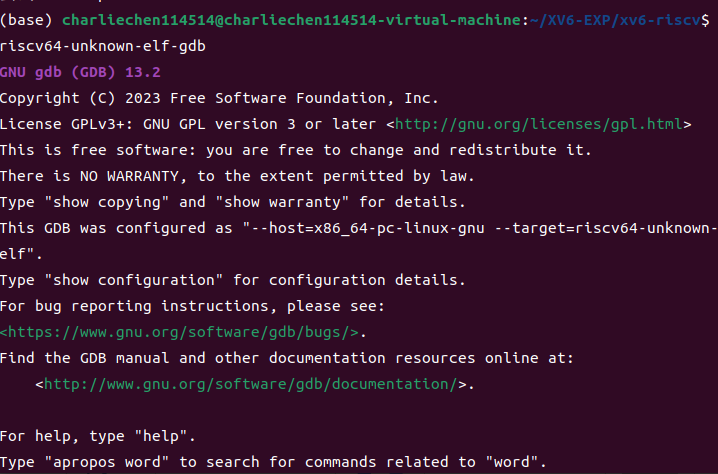 (base) charliechen114514@charliechen114514-virtual-machine:~/XV6-EXP/xv6-riscv$
riscv64-unknown-elf-gdb
GNU gdb (GDB) 13.2
Copyright (C) 2023 Free Software Foundation, Inc.
License GPLv3+: GNU GPL version 3 or later <http://gnu.org/licenses/gpl.html>
This is free software: you are free to change and redistribute it.
There is NO WARRANTY, to the extent permitted by law.
Type "show copying" and "show warranty" for details.
This GDB was configured as "--host=x86_64-pc-linux-gnu --target=riscv64-unknown-
elf".
Type "show configuration" for configuration details.
For bug reporting instructions, please see:
<https://www.gnu.org/software/gdb/bugs/>.
Find the GDB manual and other documentation resources online at:
    <http://www.gnu.org/software/gdb/documentation/>.

For help, type "help".
Type "apropos word" to search for commands related to "word".